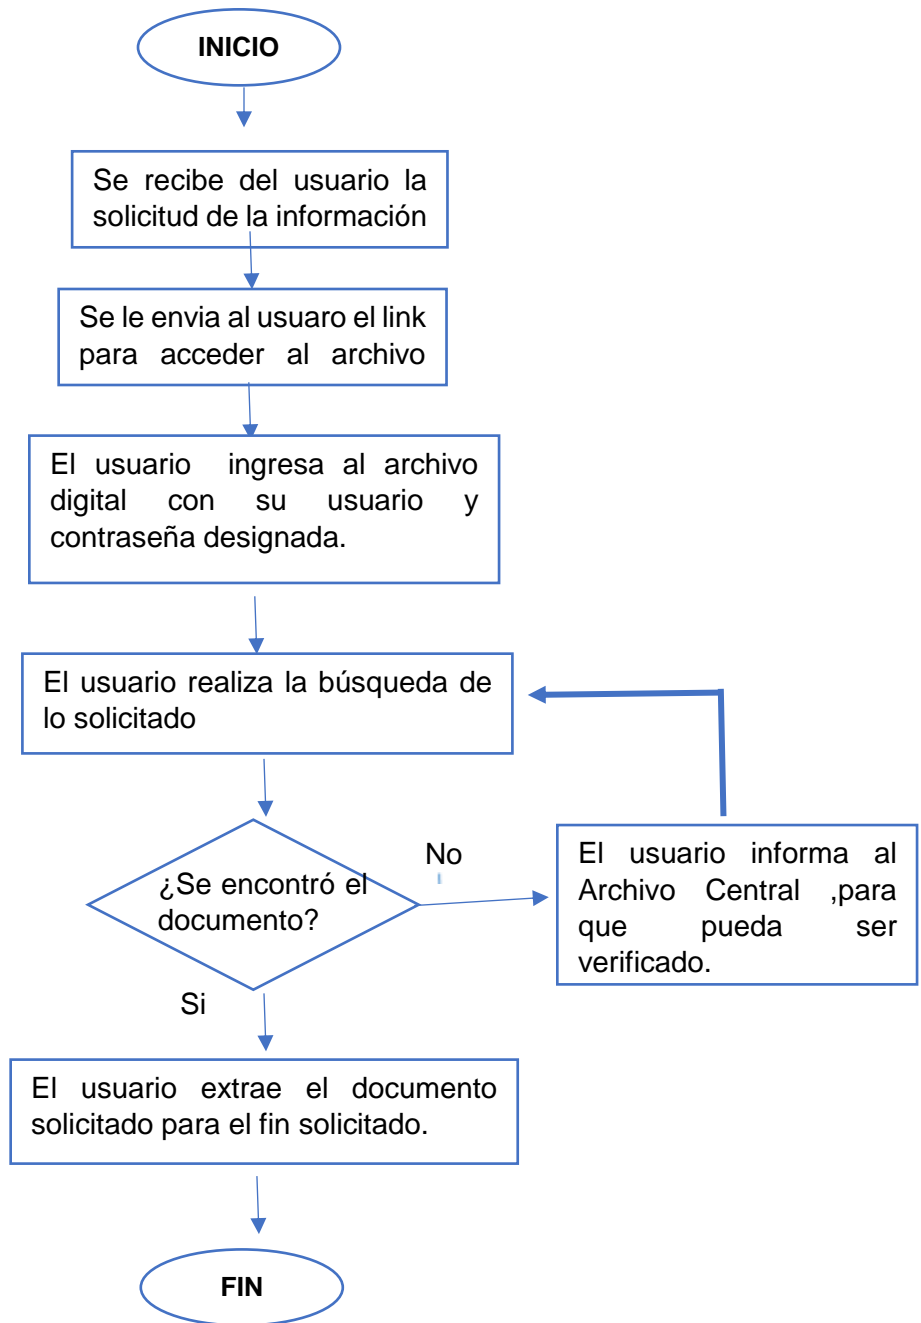 INICIO
Se recibe del usuario la
solicitud de la información
Se le envia al usuaro el link
para acceder al archivo
El usuario ingresa al archivo
digital con su usuario y
contraseña designada.
El usuario realiza la búsqueda de
lo solicitado
¿Se encontró el
documento?
No
El usuario informa al
Archivo Central ,para
que pueda ser
verificado.
Si
El usuario extrae el documento
solicitado para el fin solicitado.
FIN